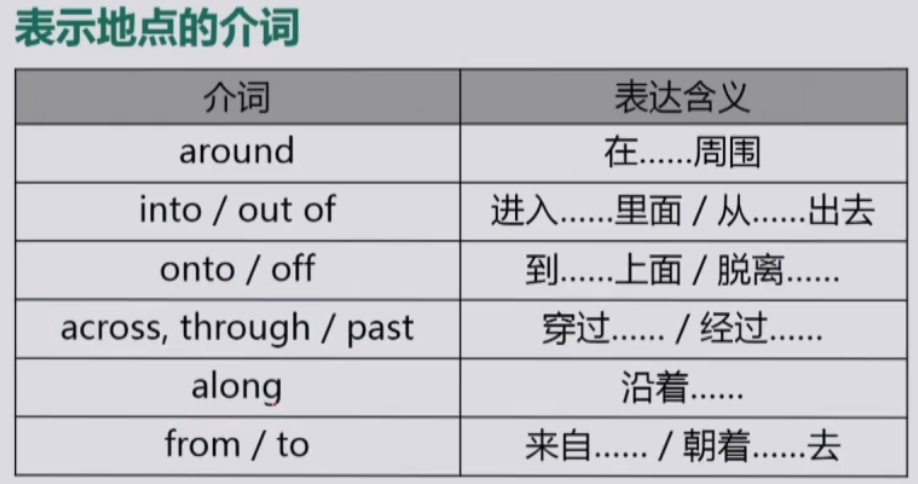 表示地点的介词
介词 表达含义
around 在……周围
into / out of 进入……里面 / 从……出去
onto / off 到……上面 / 脱离……
across, through / past 穿过…… / 经过……
along 沿着……
from / to 来自…… / 朝着……去